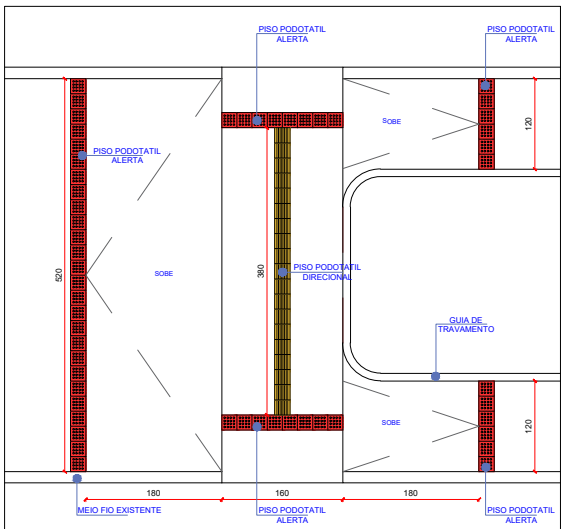 PISO PODOTATIL
ALERTA
PISO PODOTATIL
ALERTA
SOBE
120
PISO PODOTATIL
ALERTA
520
SOBE
380
PISO PODOTATIL
DIRECIONAL
GUIA DE
TRAVAMENTO
SOBE
120
180
160
180
MEIO FIO EXISTENTE
PISO PODOTATIL
ALERTA
PISO PODOTATIL
ALERTA